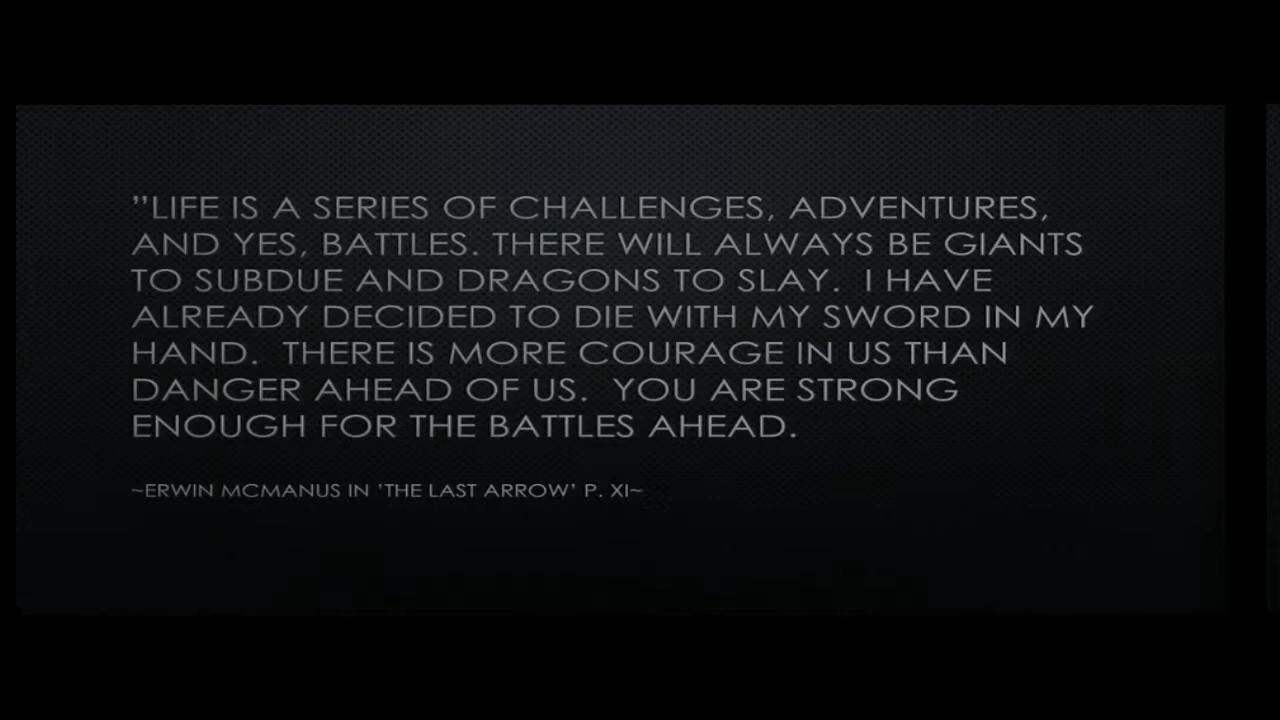 ”LIFE IS A SERIES OF CHALLENGES, ADVENTURES,
AND YES, BATTLES. THERE WILL ALWAYS BE GIANTS
TO SUBDUE AND DRAGONS TO SLAY.  I HAVE
ALREADY DECIDED TO DIE WITH MY SWORD IN MY
HAND.  THERE IS MORE COURAGE IN US THAN
DANGER AHEAD OF US.  YOU ARE STRONG
ENOUGH FOR THE BATTLES AHEAD.
~ERWIN MCMANUS IN ’THE LAST ARROW’ P. XI~